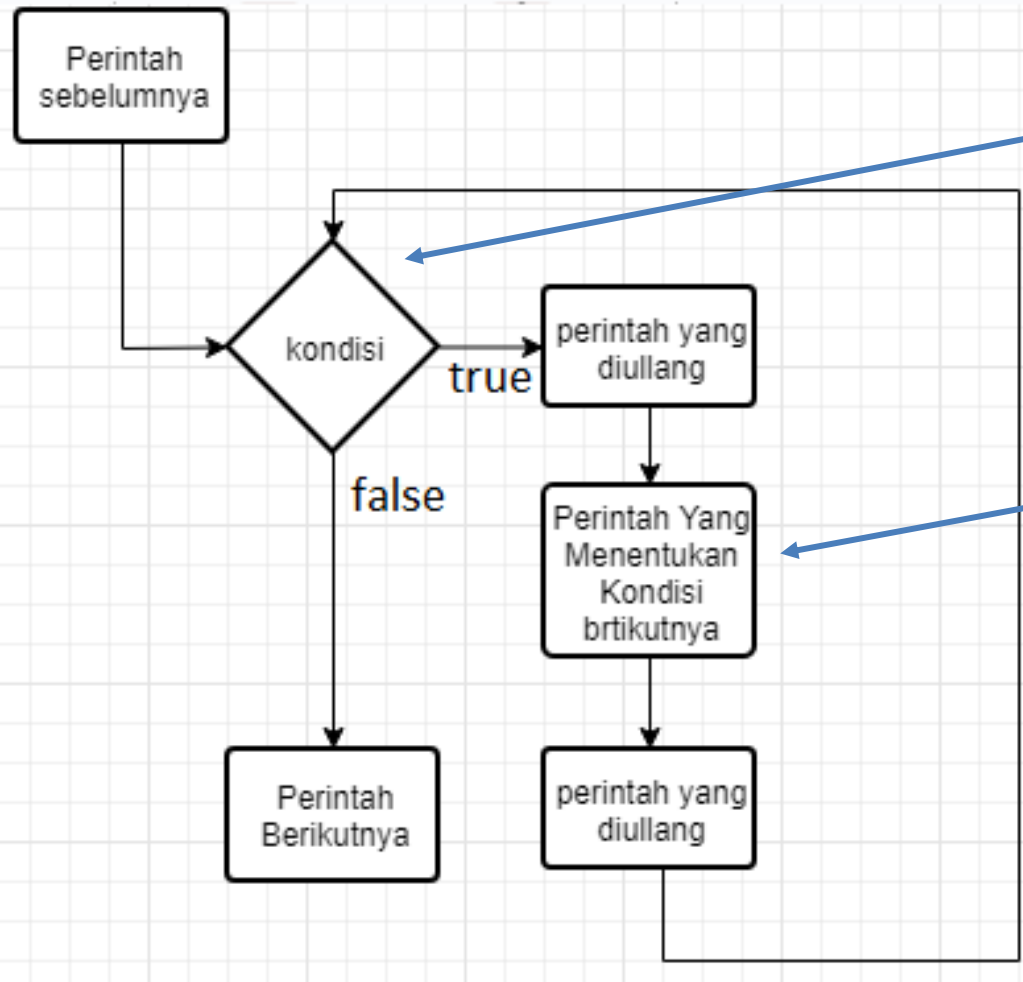 Perintah
sebelumnya
kondisi
true
perintah yang
diullang
false
Perintah Yang
Menentukan
Kondisi
brtikutnya
Perintah
Berikutnya
perintah yang
diullang